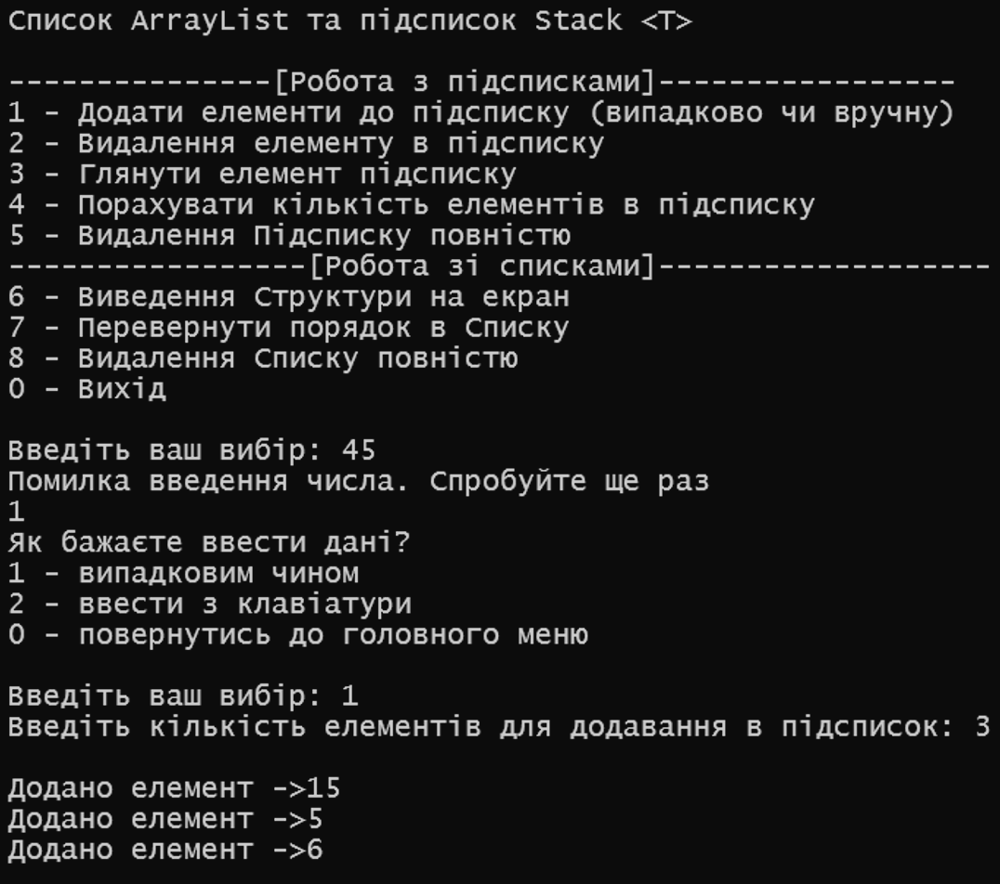 Список ArrayList та підсписок Stack <T>
---------------[Робота з підсписками]-----------------
1 - Додати елементи до підсписку (випадково чи вручну)
2 - Видалення елементу в підсписку
3 - Глянути елемент підсписку
4 - Порахувати кількість елементів в підсписку
5 - Видалення Підсписку повністю
-----------------[Робота зі списками]-------------------
6 - Виведення Структури на екран
7 - Перевернути порядок в Списку
8 - Видалення Списку повністю
0 - Вихід
Введіть ваш вибір: 45
Помилка введення числа. Спробуйте ще раз
1
Як бажаєте ввести дані?
1 - випадковим чином
2 - ввести з клавіатури
0 - повернутись до головного меню
Введіть ваш вибір: 1
Введіть кількість елементів для додавання в підсписок: 3
Додано елемент ->15
Додано елемент ->5
Додано елемент ->6